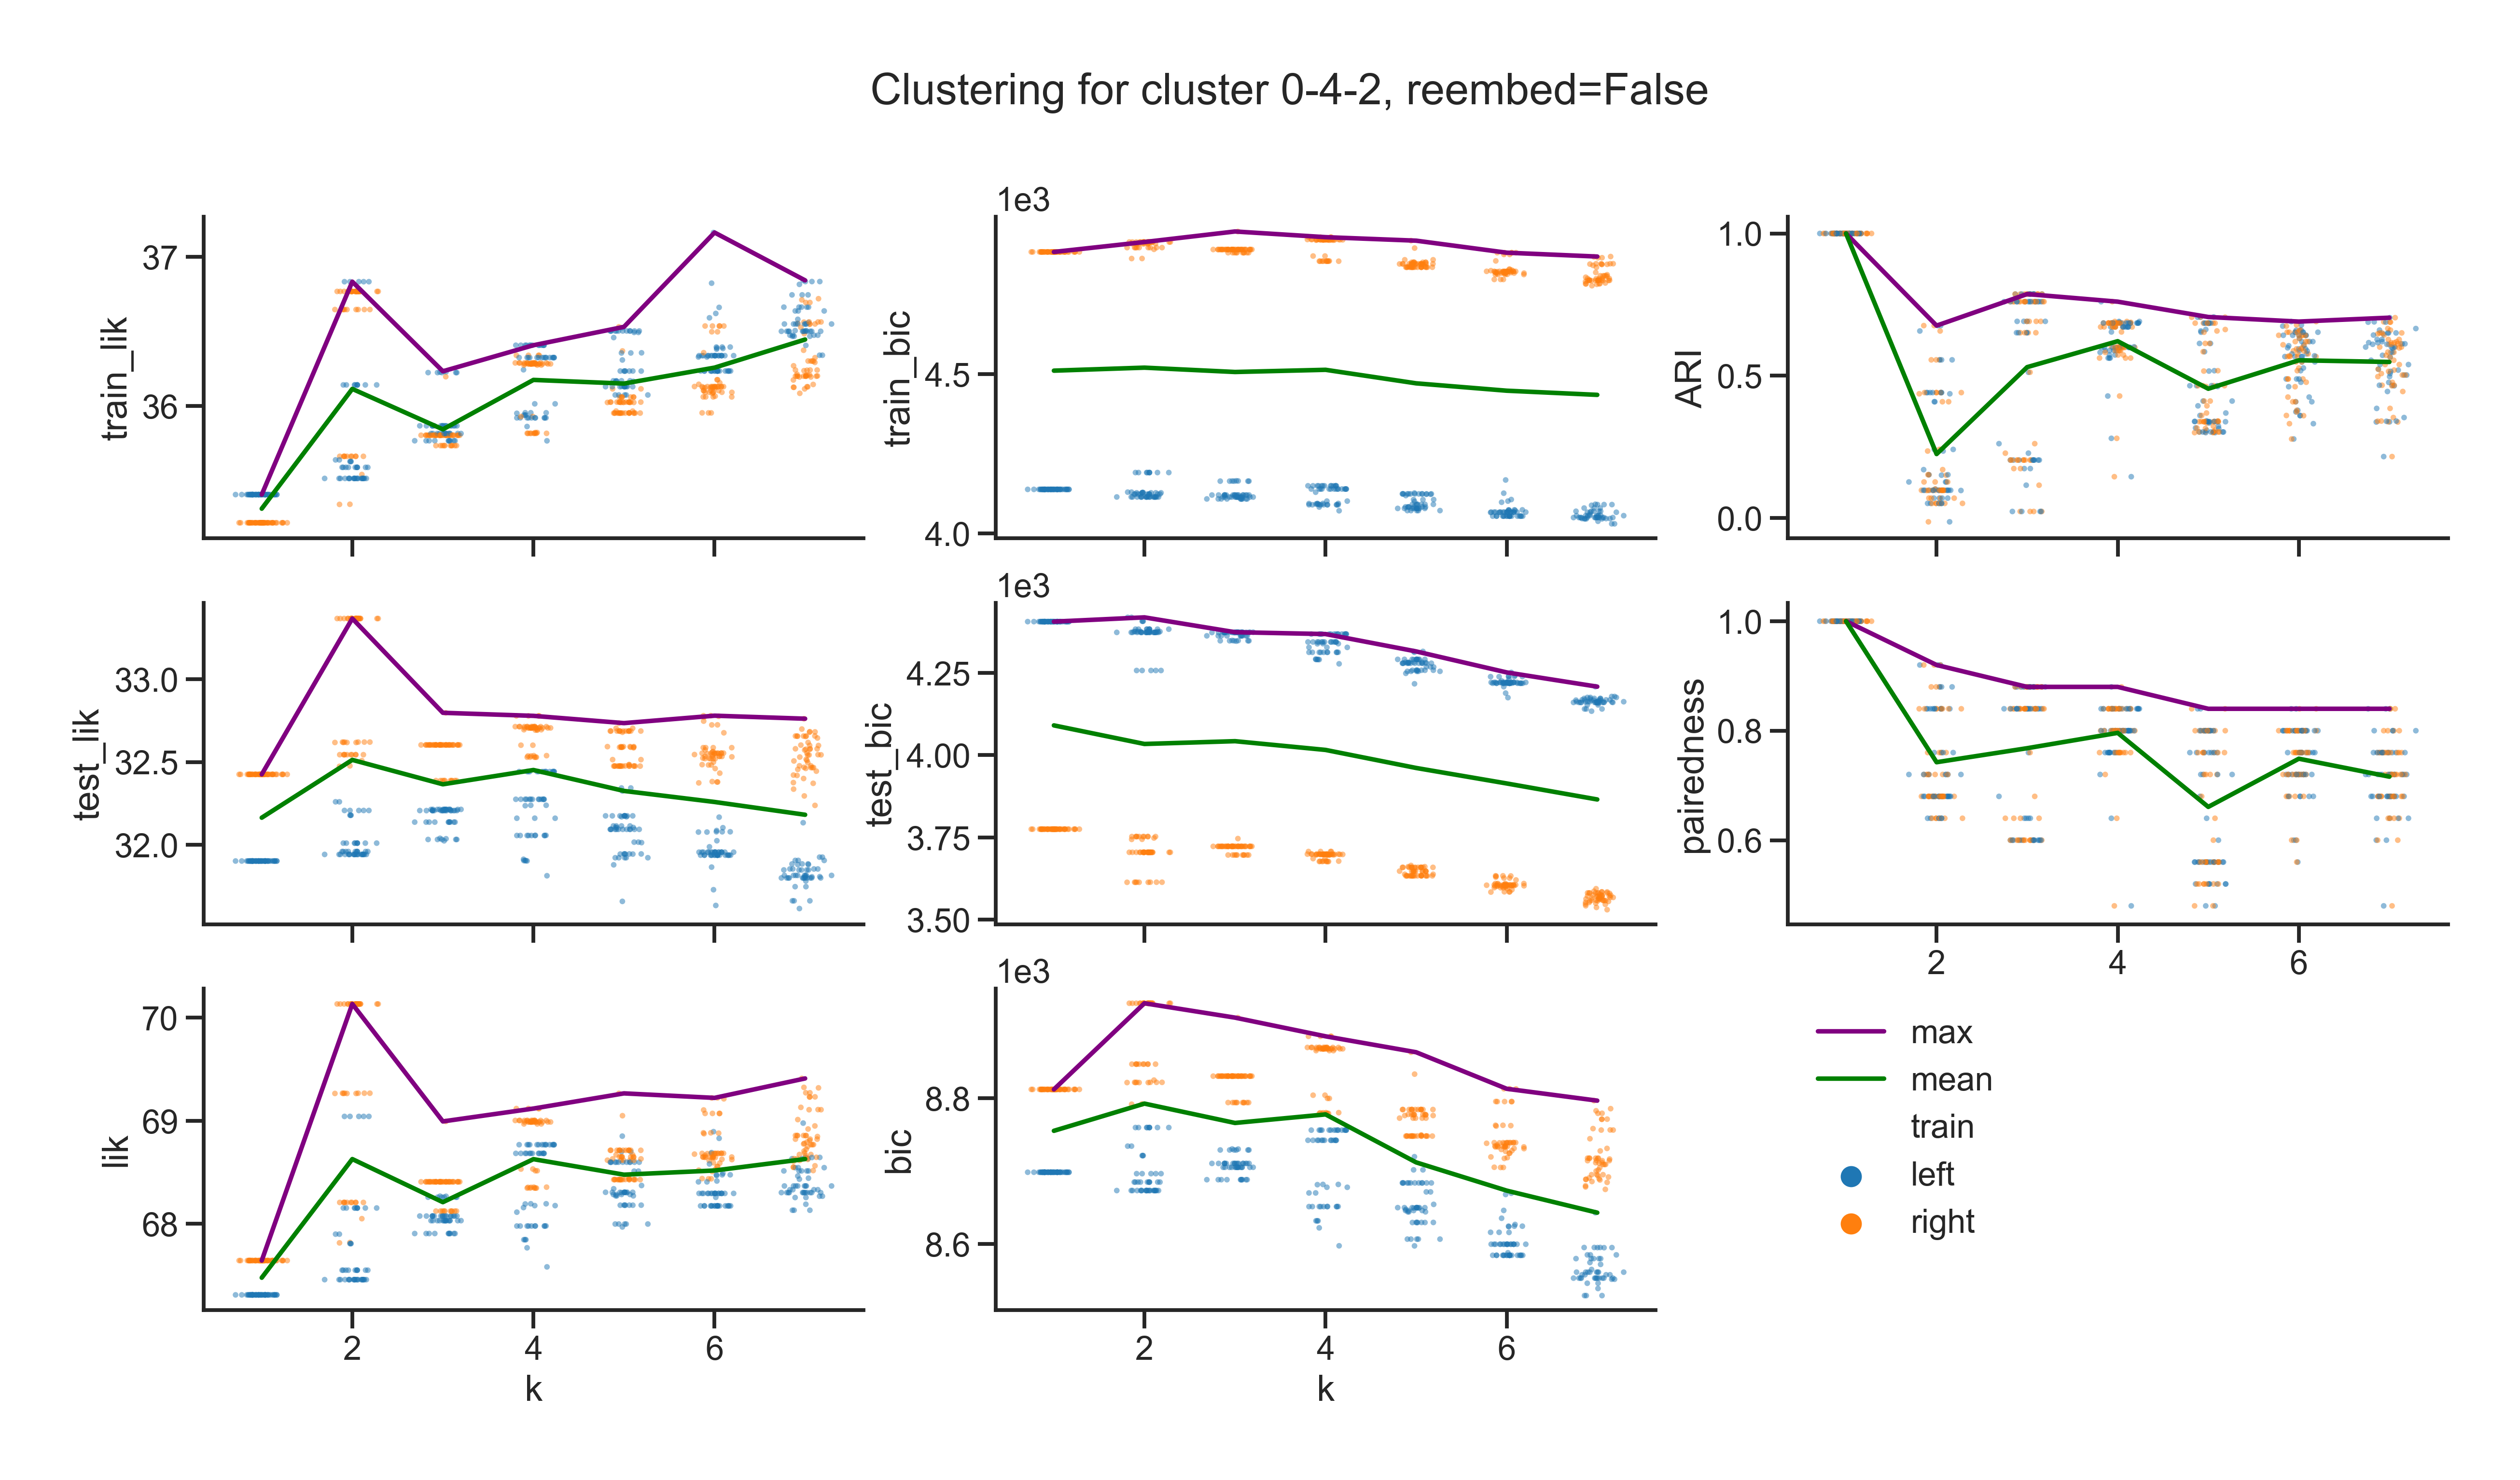 Clustering for cluster 0-4-2, reembed=False
train_lik
37
36
1e3
train_bic
4.5
4.0
ARI
1.0
0.5
0.0
test_lik
33.0
32.5
32.0
1e3
test_bic
4.25
4.00
3.75
3.50
pairedness
1.0
0.8
0.6
2 4 6
lik
70
69
68
2 4 6
k
1e3
bic
8.8
8.6
2 4 6
k
max
mean
train
left
right